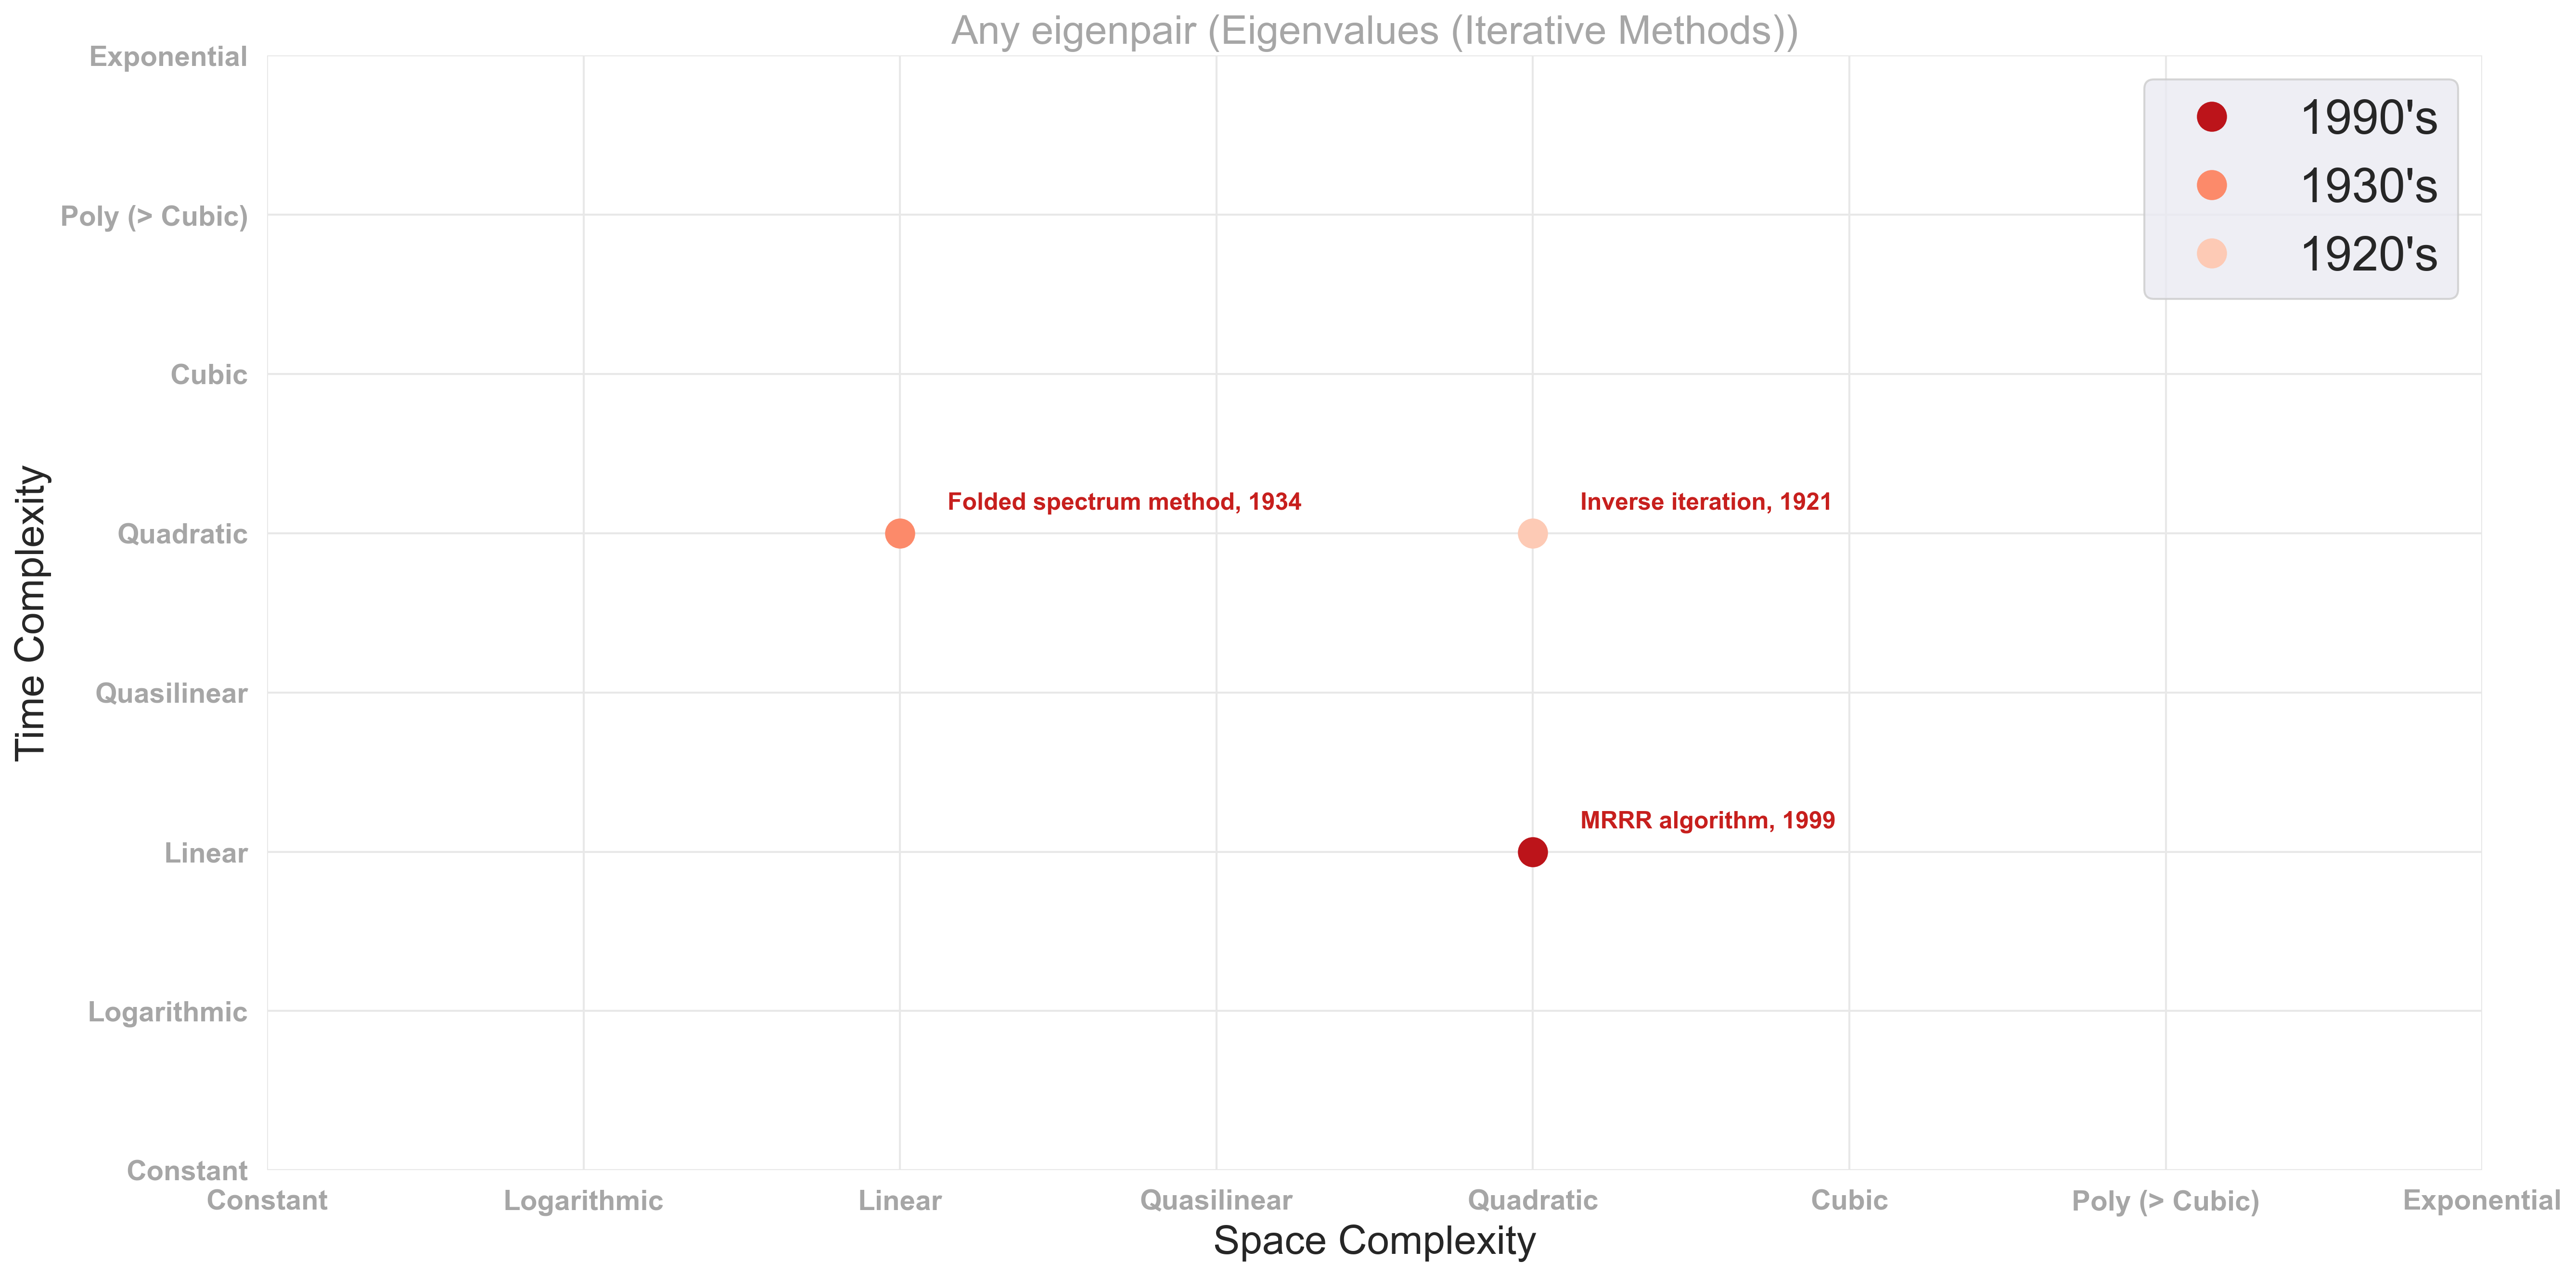 Any eigenpair (Eigenvalues (Iterative Methods))
Exponential
Poly (> Cubic)
Cubic
Quadratic
Quasilinear
Linear
Logarithmic
Constant
Time Complexity
1990's
1930's
1920's
Folded spectrum method, 1934
Inverse iteration, 1921
MRRR algorithm, 1999
Constant
Logarithmic
Linear
Quasilinear
Quadratic
Cubic
Poly (> Cubic)
Exponential
Space Complexity